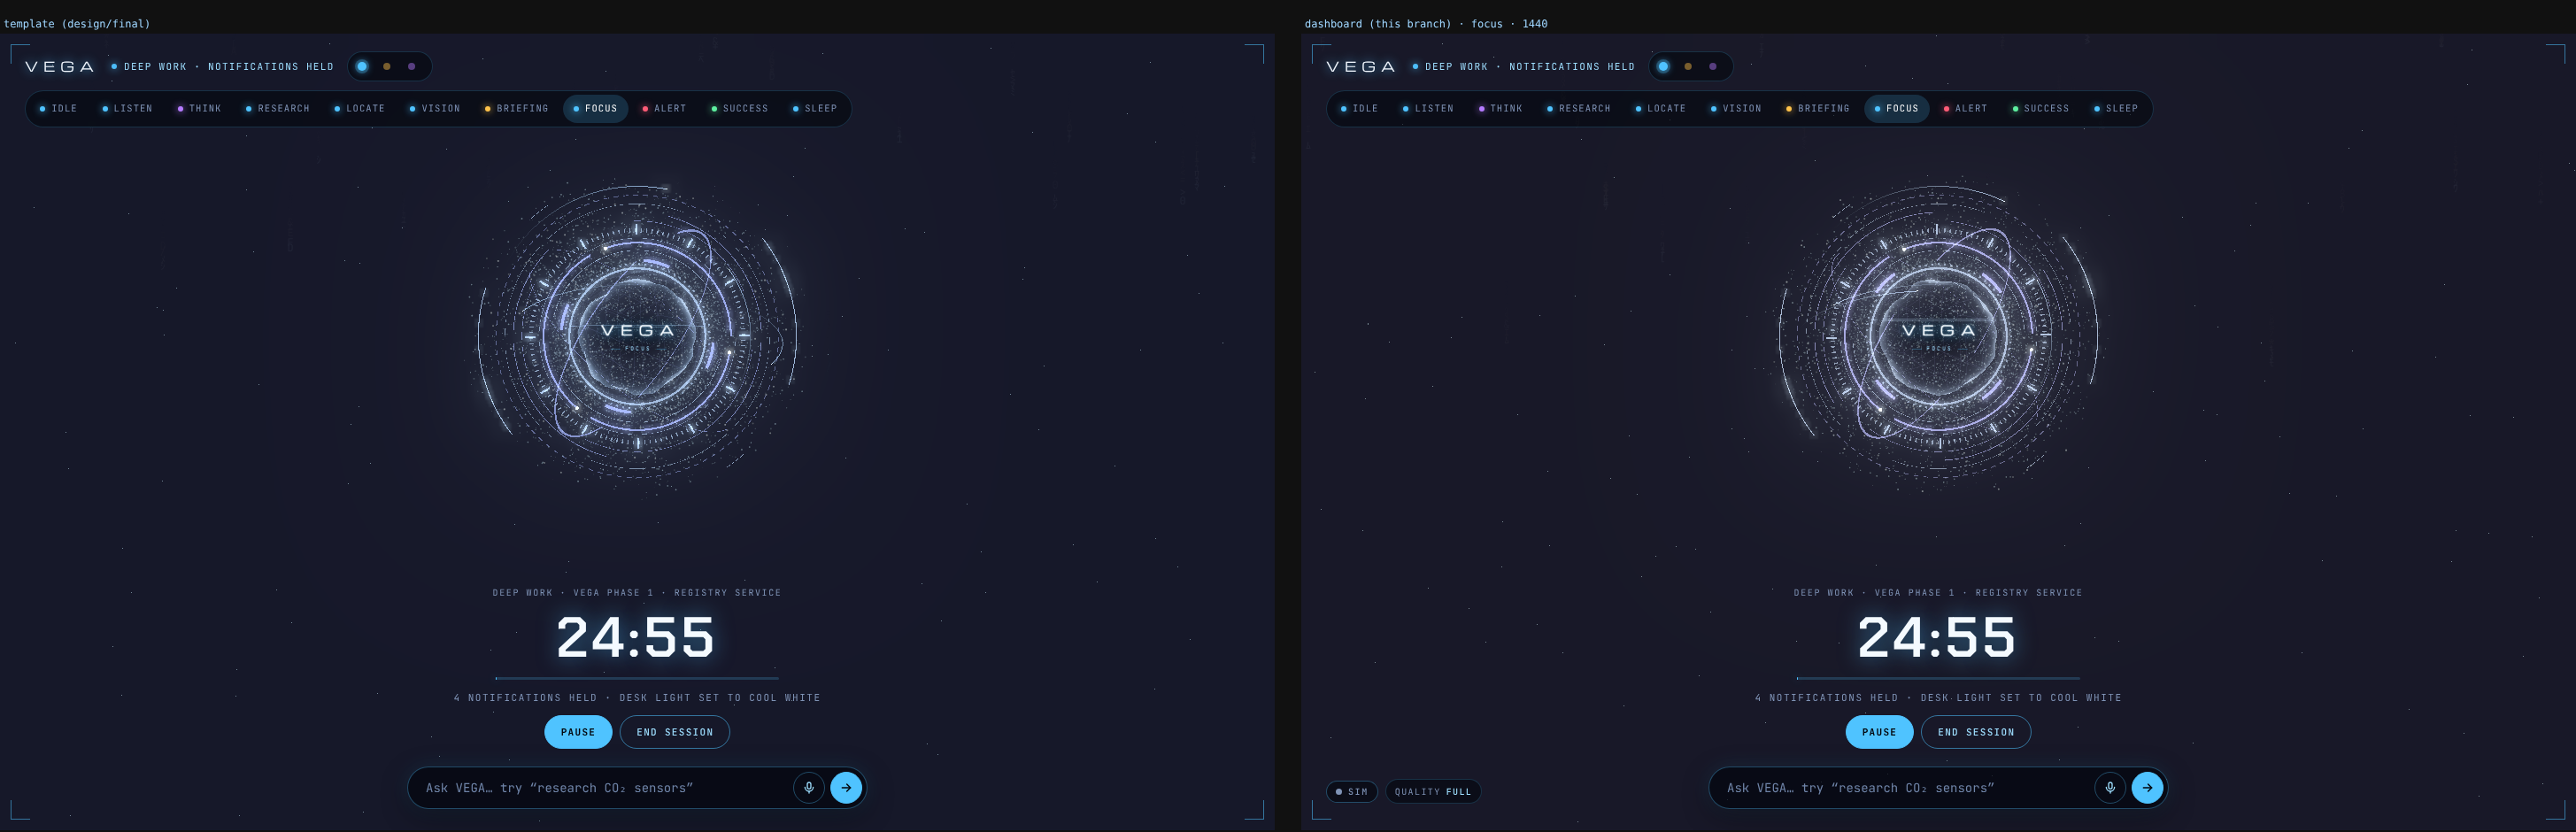 template (design/final)
VEGA DEEP WORK · NOTIFICATIONS HELD
IDLE LISTEN THINK RESEARCH LOCATE VISION BRIEFING FOCUS ALERT SUCCESS SLEEP
VEGA
FOCUS
DEEP WORK · VEGA PHASE 1 · REGISTRY SERVICE
24:55
4 NOTIFICATIONS HELD · DESK LIGHT SET TO COOL WHITE
PAUSE END SESSION
Ask VEGA… try “research CO₂ sensors”
dashboard (this branch) · focus · 1440
VEGA DEEP WORK · NOTIFICATIONS HELD
IDLE LISTEN THINK RESEARCH LOCATE VISION BRIEFING FOCUS ALERT SUCCESS SLEEP
VEGA
FOCUS
DEEP WORK · VEGA PHASE 1 · REGISTRY SERVICE
24:55
4 NOTIFICATIONS HELD · DESK LIGHT SET TO COOL WHITE
PAUSE END SESSION
SIM QUALITY FULL
Ask VEGA… try “research CO₂ sensors”